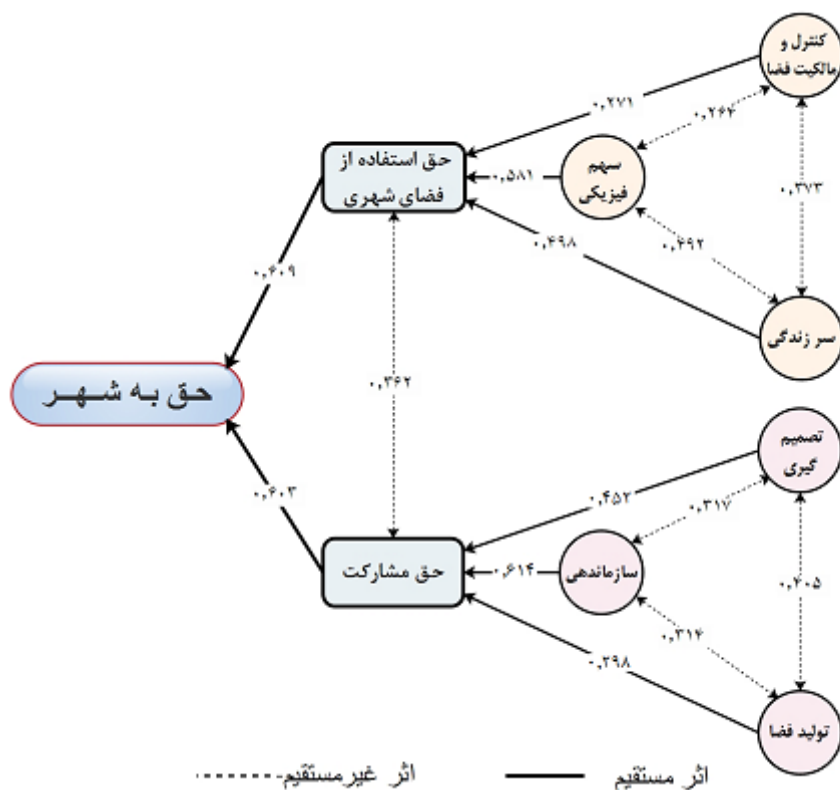 کنترل و
مالکیت فضا
۰,۲۷۱
۰,۲۶۴
حق استفاده از
فضای شهری
۰,۵۸۱
سهم
فیزیکی
۰,۳۷۳
۰,۴۹۸
۰,۴۹۲
۰,۶۰۹
سر زندگی
۰,۳۶۲
حق به شهر
تصمیم
گیری
۰,۶۰۳
۰,۴۵۲
۰,۳۱۷
حق مشارکت
۰,۶۱۴
سازماندهی
۰,۴۰۵
۰,۳۱۴
۰,۲۹۸
تولید فضا
اثر مستقیم
اثر غیرمستقیم